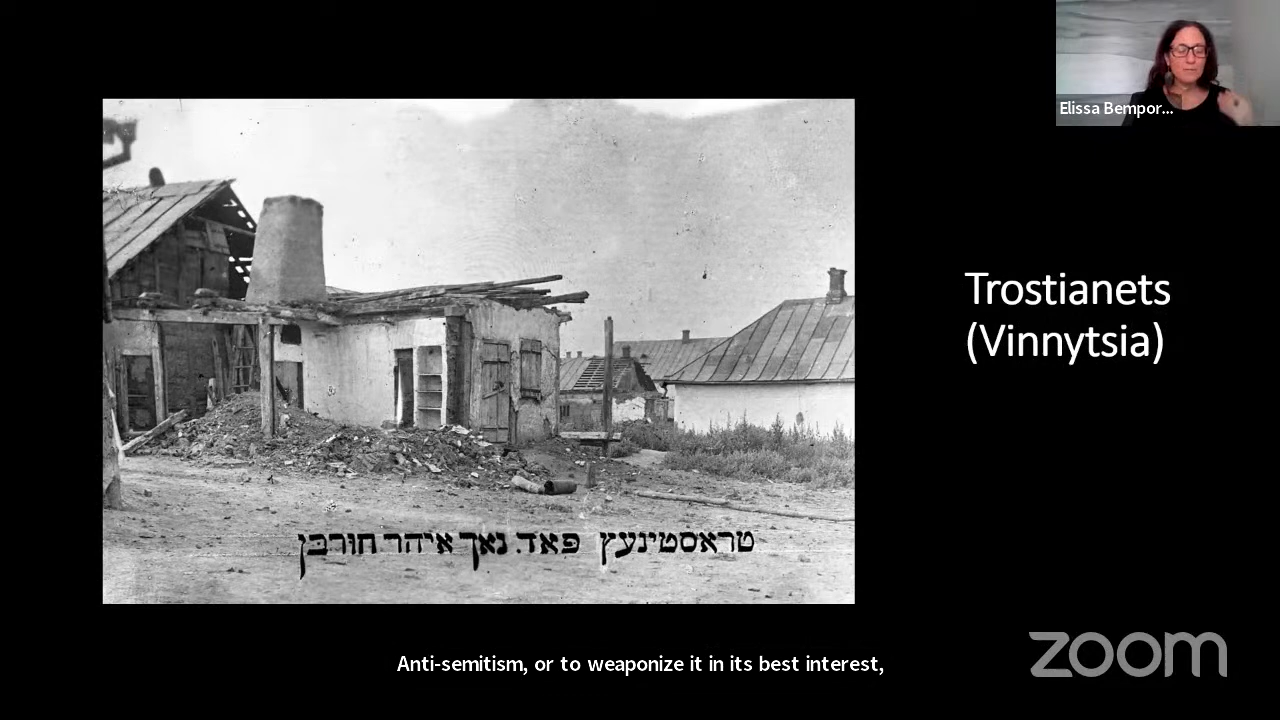 Elissa Bempor...
Trostianets
(Vinnytsia)
טראסטינעץ פאד. נאך איהר חורבן
Anti-semitism, or to weaponize it in its best interest,
zoom